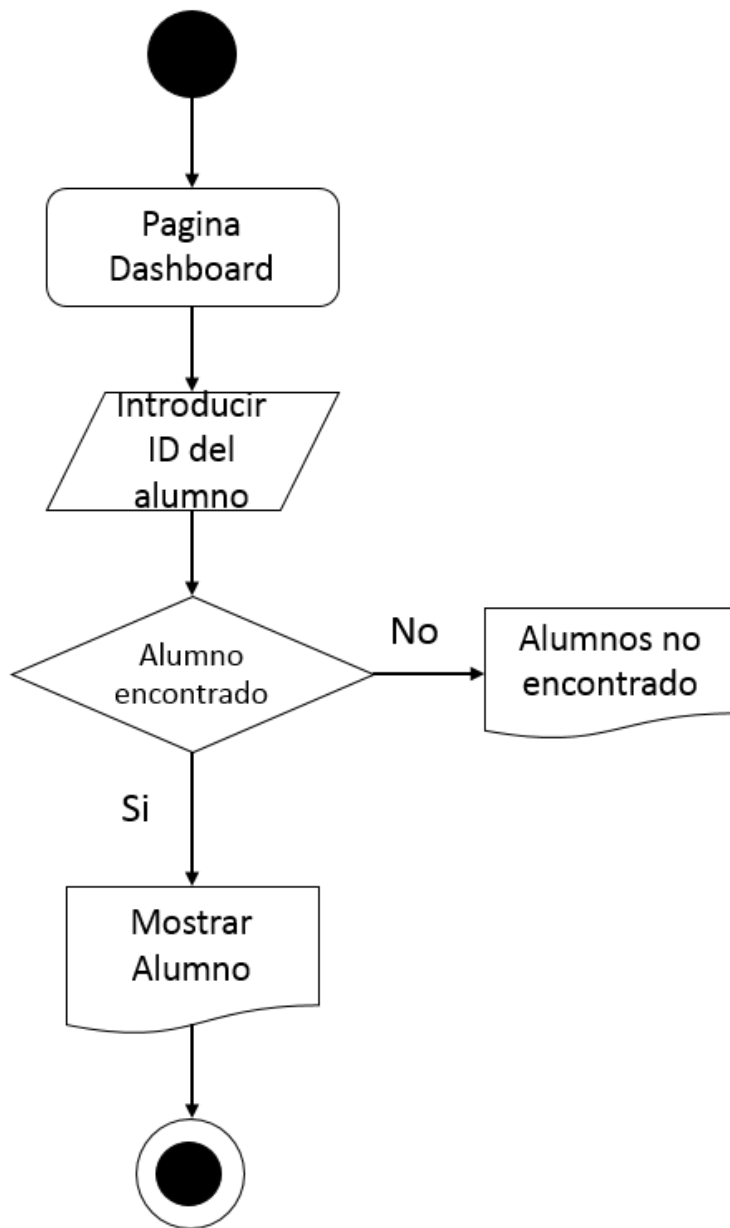 Pagina
Dashboard
Introducir
ID del
alumno
Alumno
encontrado
No
Alumnos no
encontrado
Si
Mostrar
Alumno